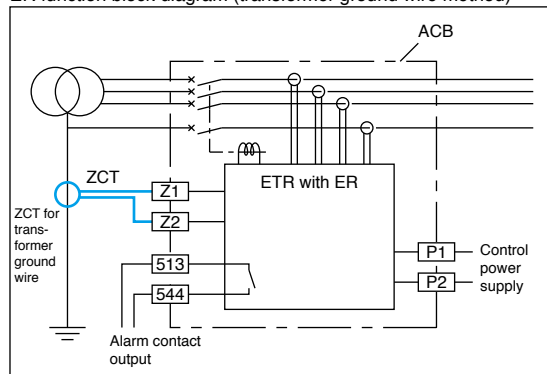 ER function block diagram (transformer ground wire method)
ACB
ZCT
ZCT for
trans-
former
ground
wire
Z1
Z2
ETR with ER
513
544
P1
P2
Control
power
supply
Alarm contact
output